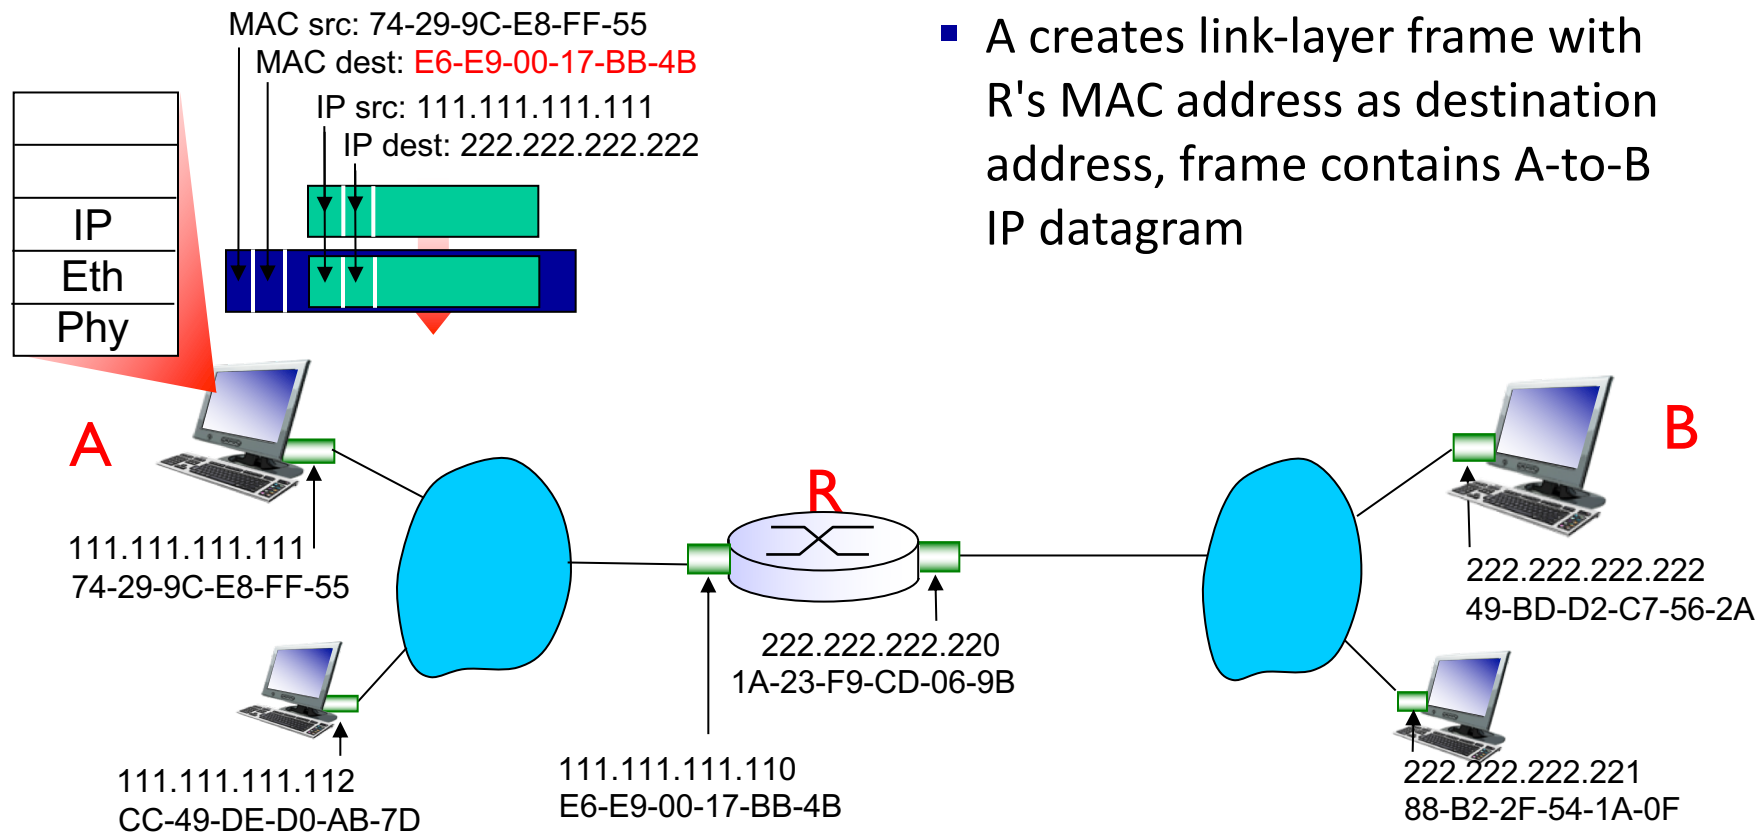 MAC src: 74-29-9C-E8-FF-55
MAC dest: E6-E9-00-17-BB-4B
IP src: 111.111.111.111
IP dest: 222.222.222.222
▪ A creates link-layer frame with
R's MAC address as destination
address, frame contains A-to-B
IP datagram
IP
Eth
Phy
A
111.111.111.111
74-29-9C-E8-FF-55
111.111.111.112
CC-49-DE-D0-AB-7D
R
222.222.222.220
1A-23-F9-CD-06-9B
111.111.111.110
E6-E9-00-17-BB-4B
B
222.222.222.222
49-BD-D2-C7-56-2A
222.222.222.221
88-B2-2F-54-1A-0F